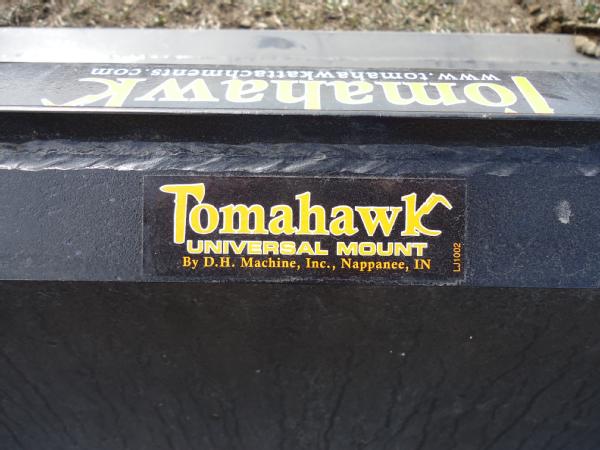 Tomahawk
www.tomahawkattachments.com
Tomahawk
UNIVERSAL MOUNT
By D.H. Machine, Inc., Nappanee, IN
LJ1002